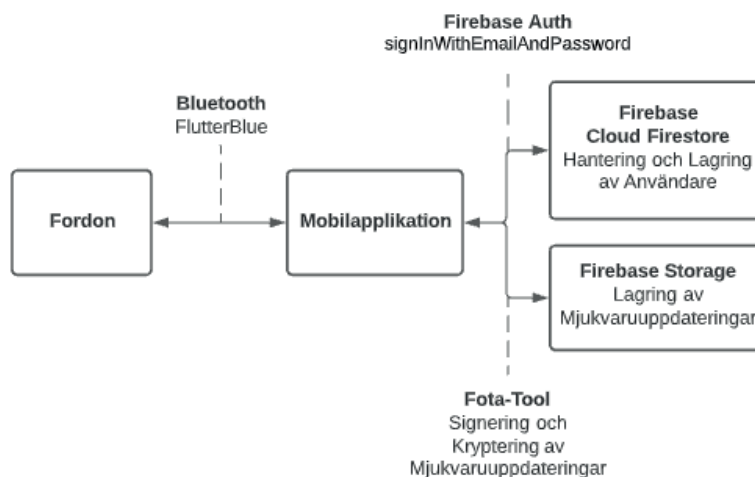 Firebase Auth
signInWithEmailAndPassword
Bluetooth
FlutterBlue
Firebase
Cloud Firestore
Hantering och Lagring
av Användare
Fordon
Mobilapplikation
Firebase Storage
Lagring av
Mjukvaruuppdateringar
Fota-Tool
Signering och
Kryptering av
Mjukvaruuppdateringar